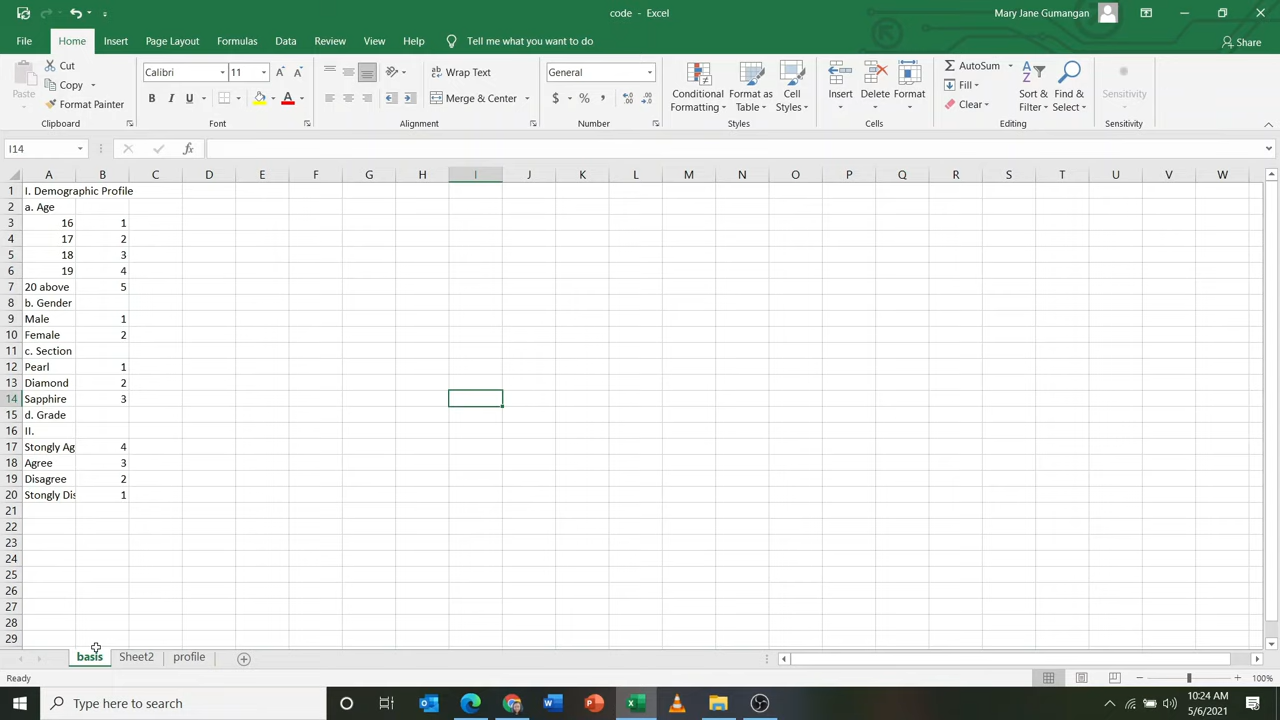 code - Excel
Mary Jane Gumangan
File Home Insert Page Layout Formulas Data Review View Help Tell me what you want to do Share
Paste
Cut
Copy
Format Painter
Clipboard
Calibri 11
B I U
Font
Wrap Text
Merge & Center
Alignment
General
$ % ,
Number
Conditional Formatting
Format as Table
Cell Styles
Styles
Insert Delete Format
Cells
AutoSum
Fill
Clear
Sort & Filter
Find & Select
Editing
Sensitivity
Sensitivity
I14
fx
A B C D E F G H I J K L M N O P Q R S T U V W
1 I. Demographic Profile
2 a. Age
3 16 1
4 17 2
5 18 3
6 19 4
7 20 above 5
8 b. Gender
9 Male 1
10 Female 2
11 c. Section
12 Pearl 1
13 Diamond 2
14 Sapphire 3
15 d. Grade
16 II.
17 Stongly Ag 4
18 Agree 3
19 Disagree 2
20 Stongly Dis 1
21
22
23
24
25
26
27
28
29
basis Sheet2 profile
Ready
100%
Type here to search
10:24 AM
5/6/2021